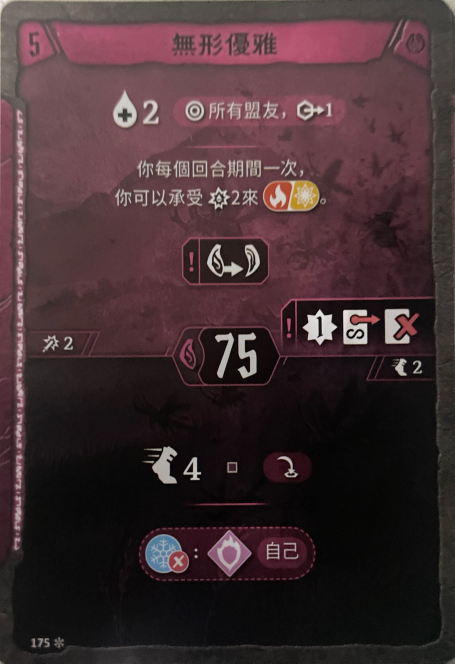 5 無形優雅
2 所有盟友，1
你每個回合期間一次，
你可以承受2來。
!
! 1 S
2 75
2
4
: 自己
175